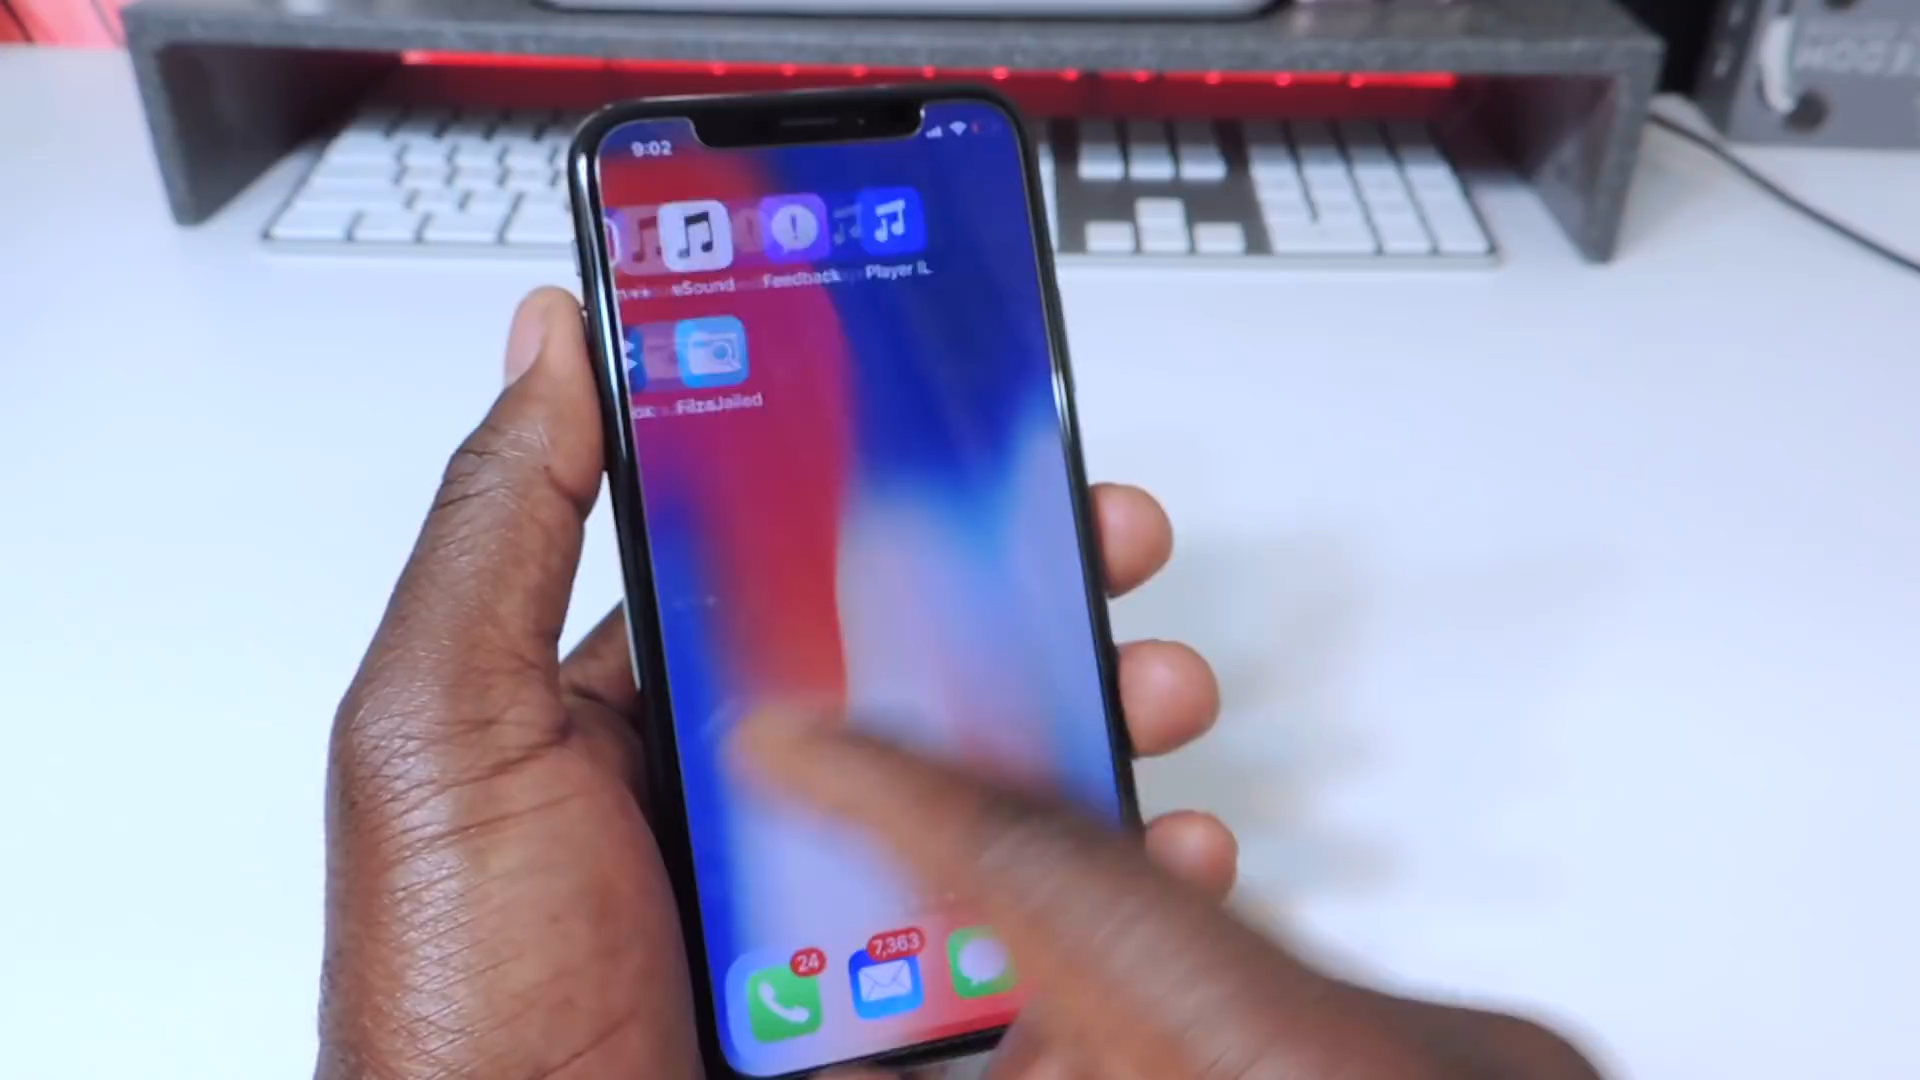 9:02
eSound
Feedback
Player IL
FilzaJailed
24
7,363